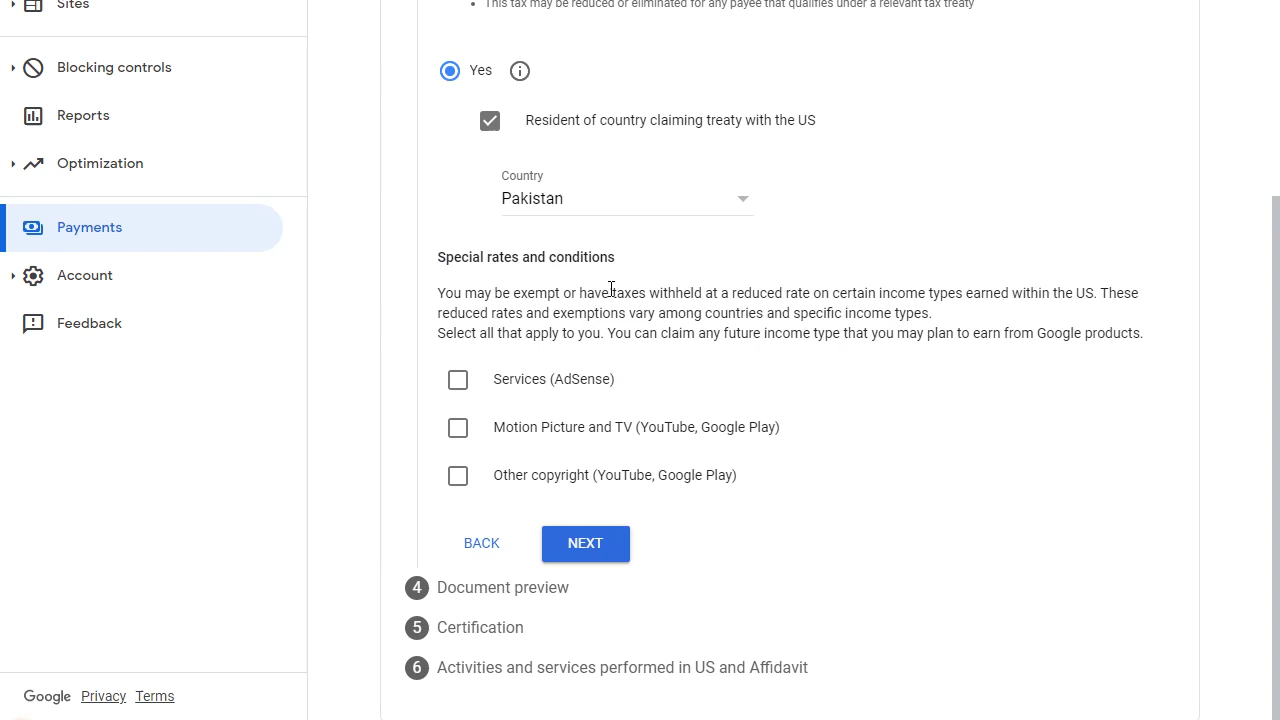 Sites
Blocking controls
Reports
Optimization
Payments
Account
Feedback
Google Privacy Terms
This tax may be reduced or eliminated for any payee that qualifies under a relevant tax treaty
Yes
Resident of country claiming treaty with the US
Country
Pakistan
Special rates and conditions
You may be exempt or have taxes withheld at a reduced rate on certain income types earned within the US. These
reduced rates and exemptions vary among countries and specific income types.
Select all that apply to you. You can claim any future income type that you may plan to earn from Google products.
Services (AdSense)
Motion Picture and TV (YouTube, Google Play)
Other copyright (YouTube, Google Play)
BACK NEXT
4 Document preview
5 Certification
6 Activities and services performed in US and Affidavit